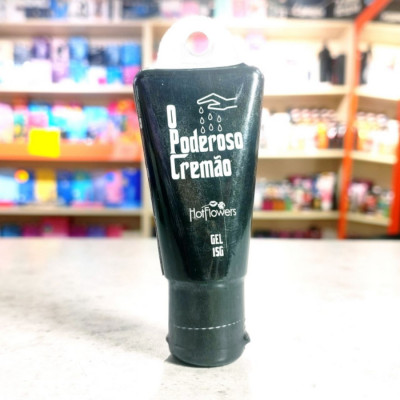 O
Poderoso
Cremão
HotFlowers
GEL
15G